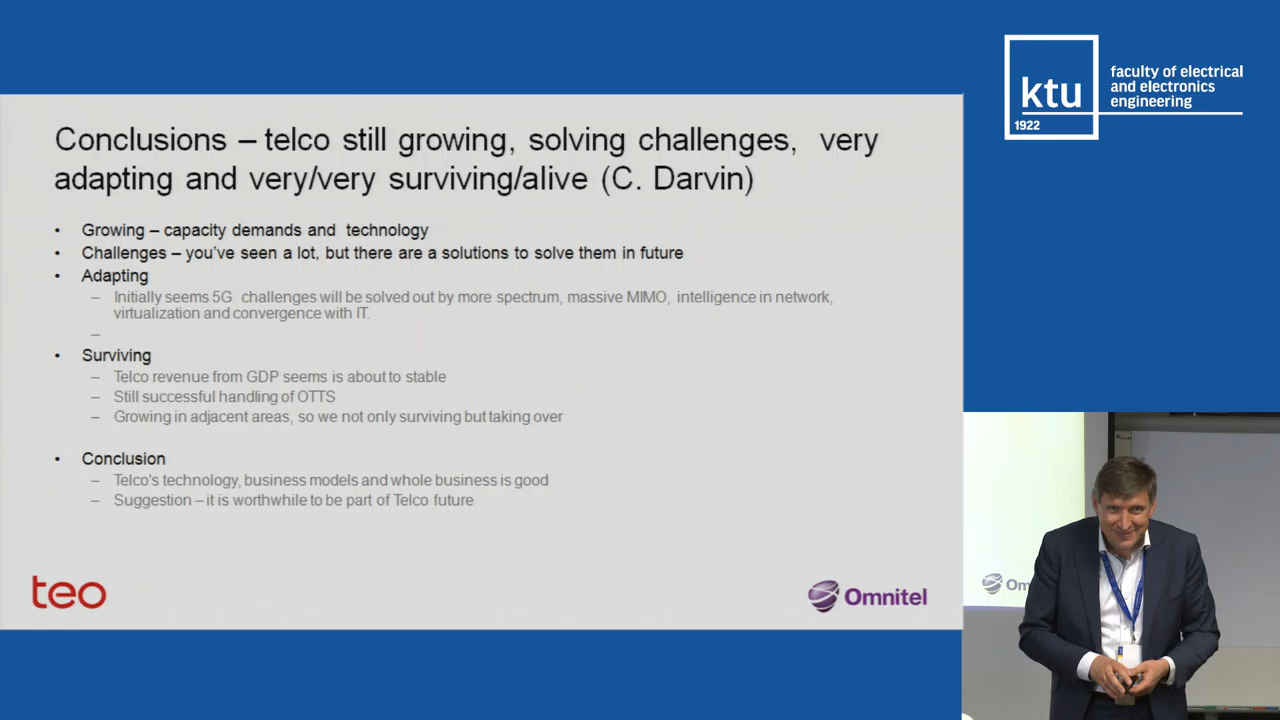 ktu
1922
faculty of electrical
and electronics
engineering
Conclusions – telco still growing, solving challenges, very
adapting and very/very surviving/alive (C. Darvin)
• Growing – capacity demands and technology
• Challenges – you've seen a lot, but there are a solutions to solve them in future
• Adapting
– Initially seems 5G challenges will be solved out by more spectrum, massive MIMO, intelligence in network,
virtualization and convergence with IT.
–
• Surviving
– Telco revenue from GDP seems is about to stable
– Still successful handling of OTTS
– Growing in adjacent areas, so we not only surviving but taking over
• Conclusion
– Telco's technology, business models and whole business is good
– Suggestion – it is worthwhile to be part of Telco future
teo
Omnitel
Om